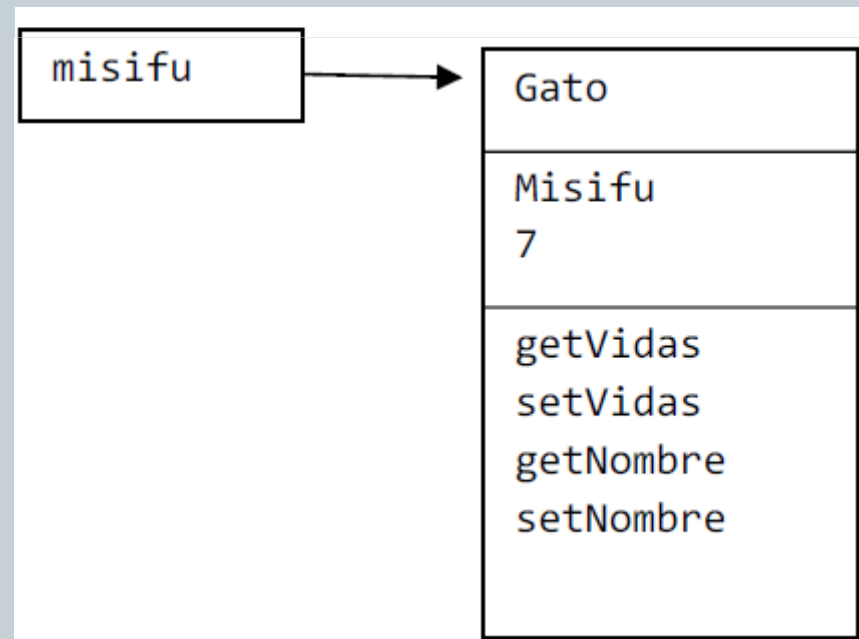 misifu
Gato
Misifu
7
getVidas
setVidas
getNombre
setNombre